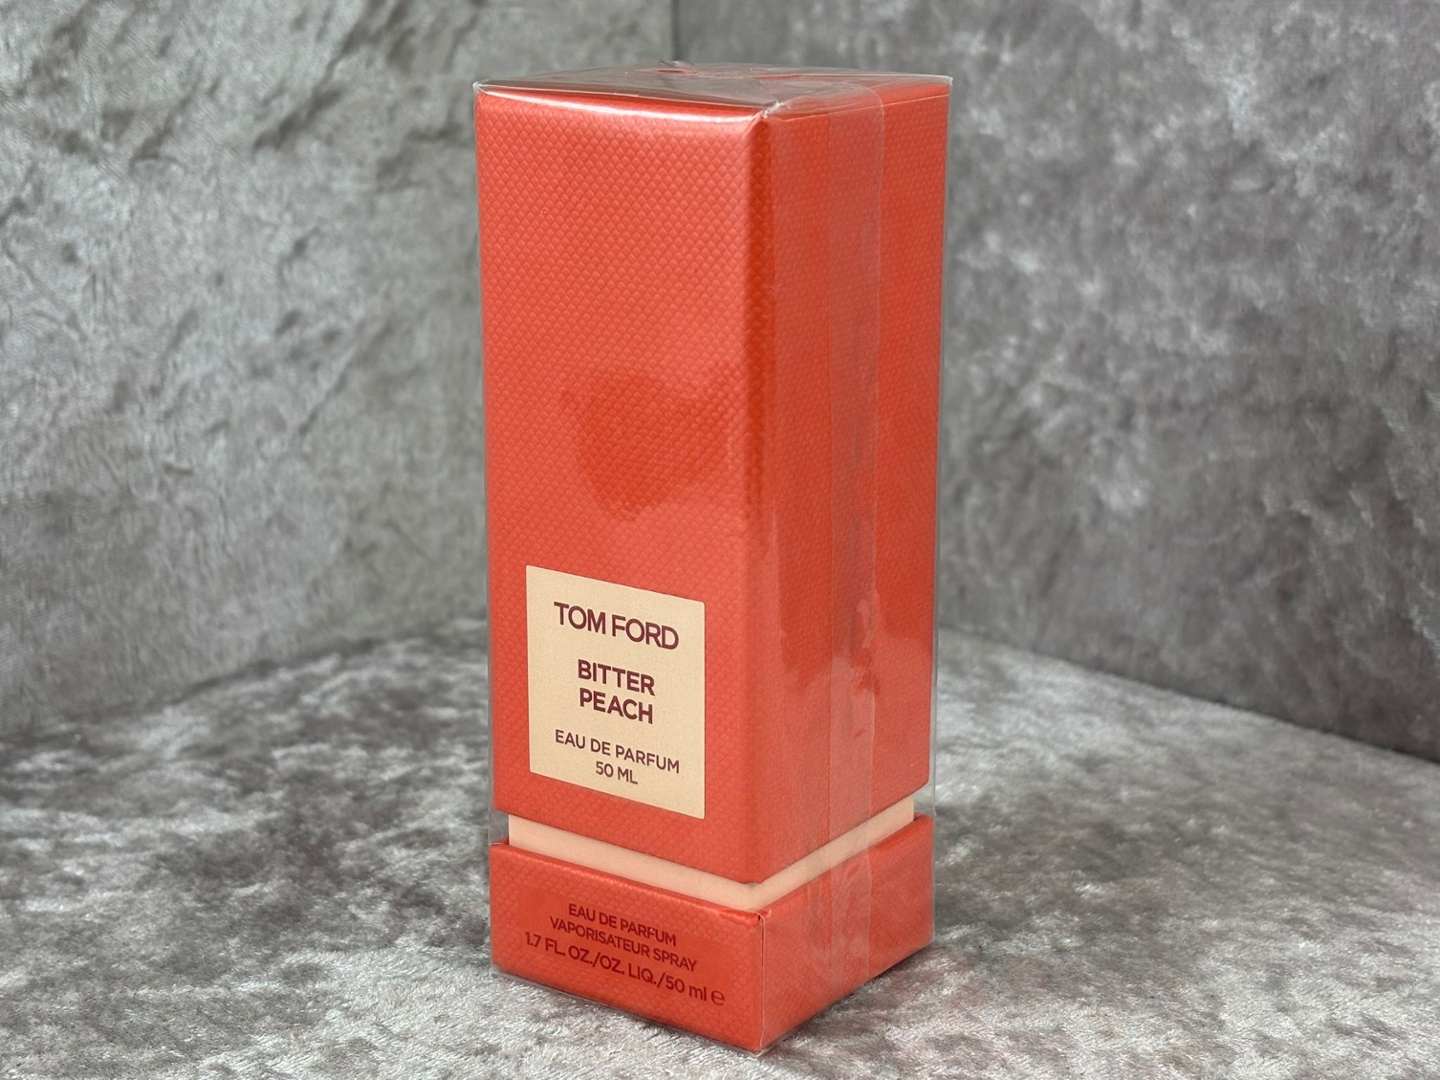 TOM FORD
BITTER
PEACH
EAU DE PARFUM
50 ML
EAU DE PARFUM
VAPORISATEUR SPRAY
1.7 FL. OZ./OZ. LIQ./50 ml ℮